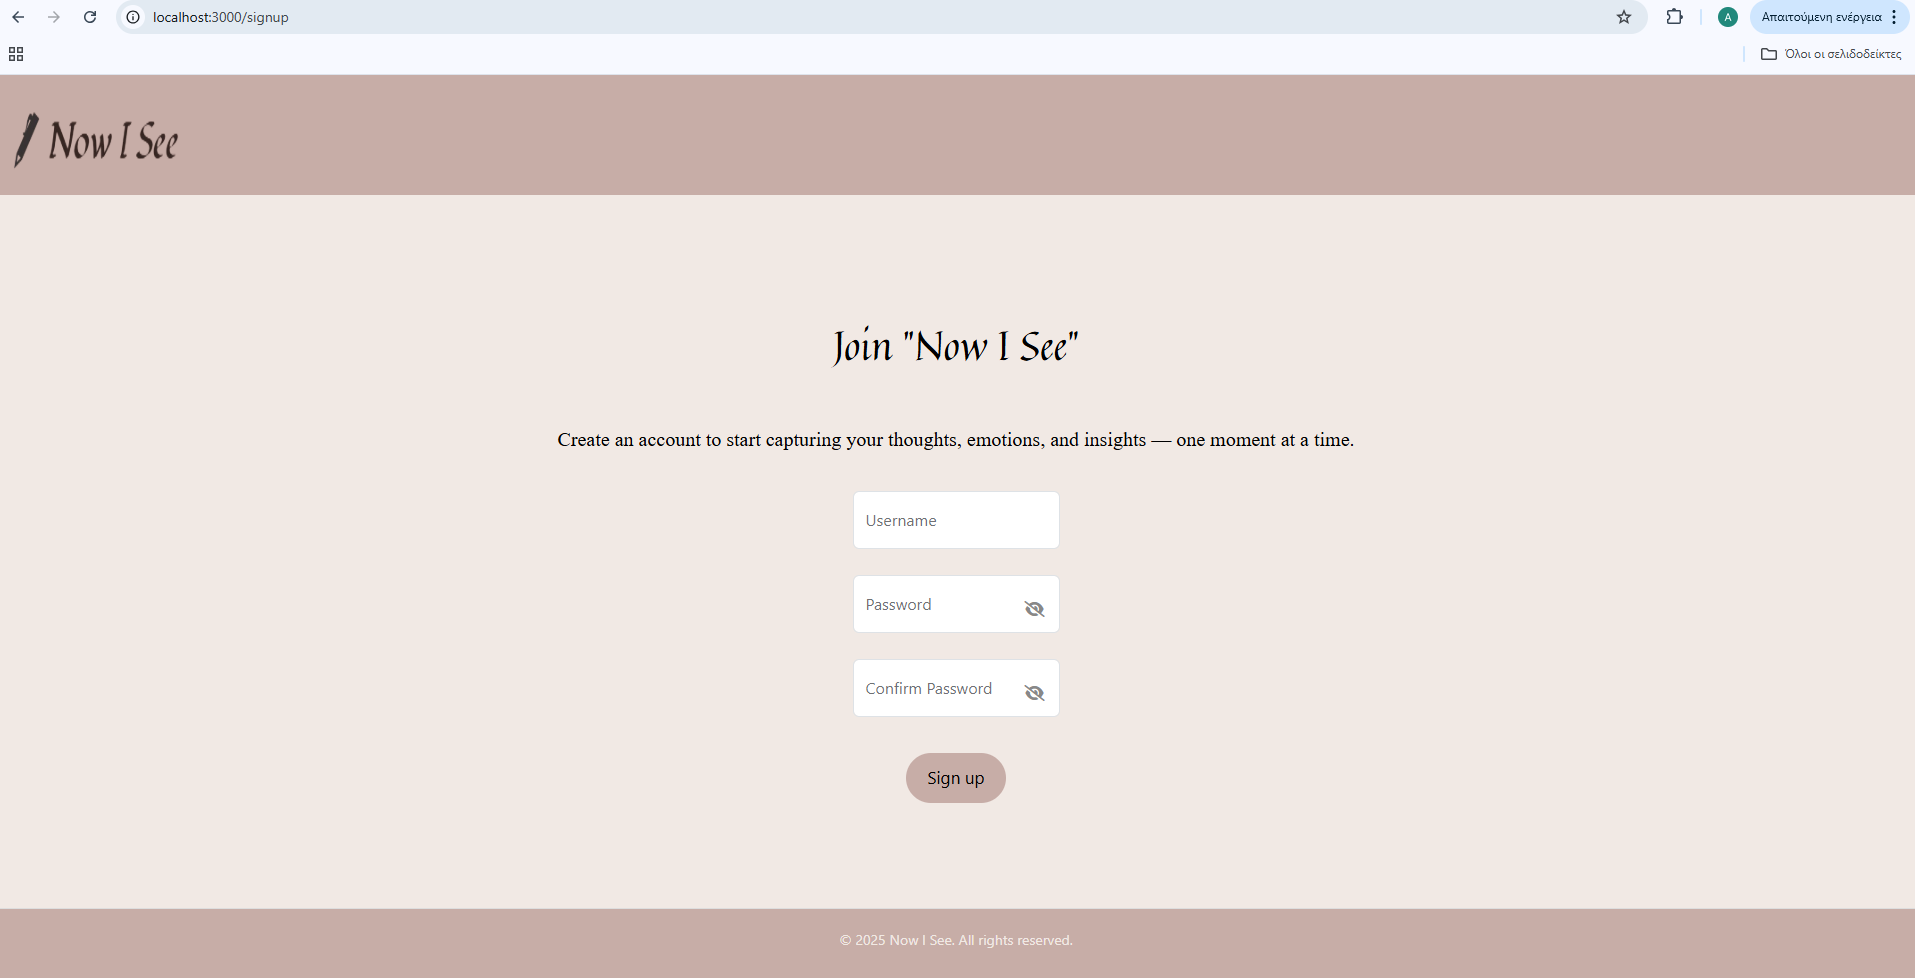 localhost:3000/signup
A
Απαιτούμενη ενέργεια
Όλοι οι σελιδοδείκτες
Now I See
Join "Now I See"
Create an account to start capturing your thoughts, emotions, and insights — one moment at a time.
Username
Password
Confirm Password
Sign up
© 2025 Now I See. All rights reserved.